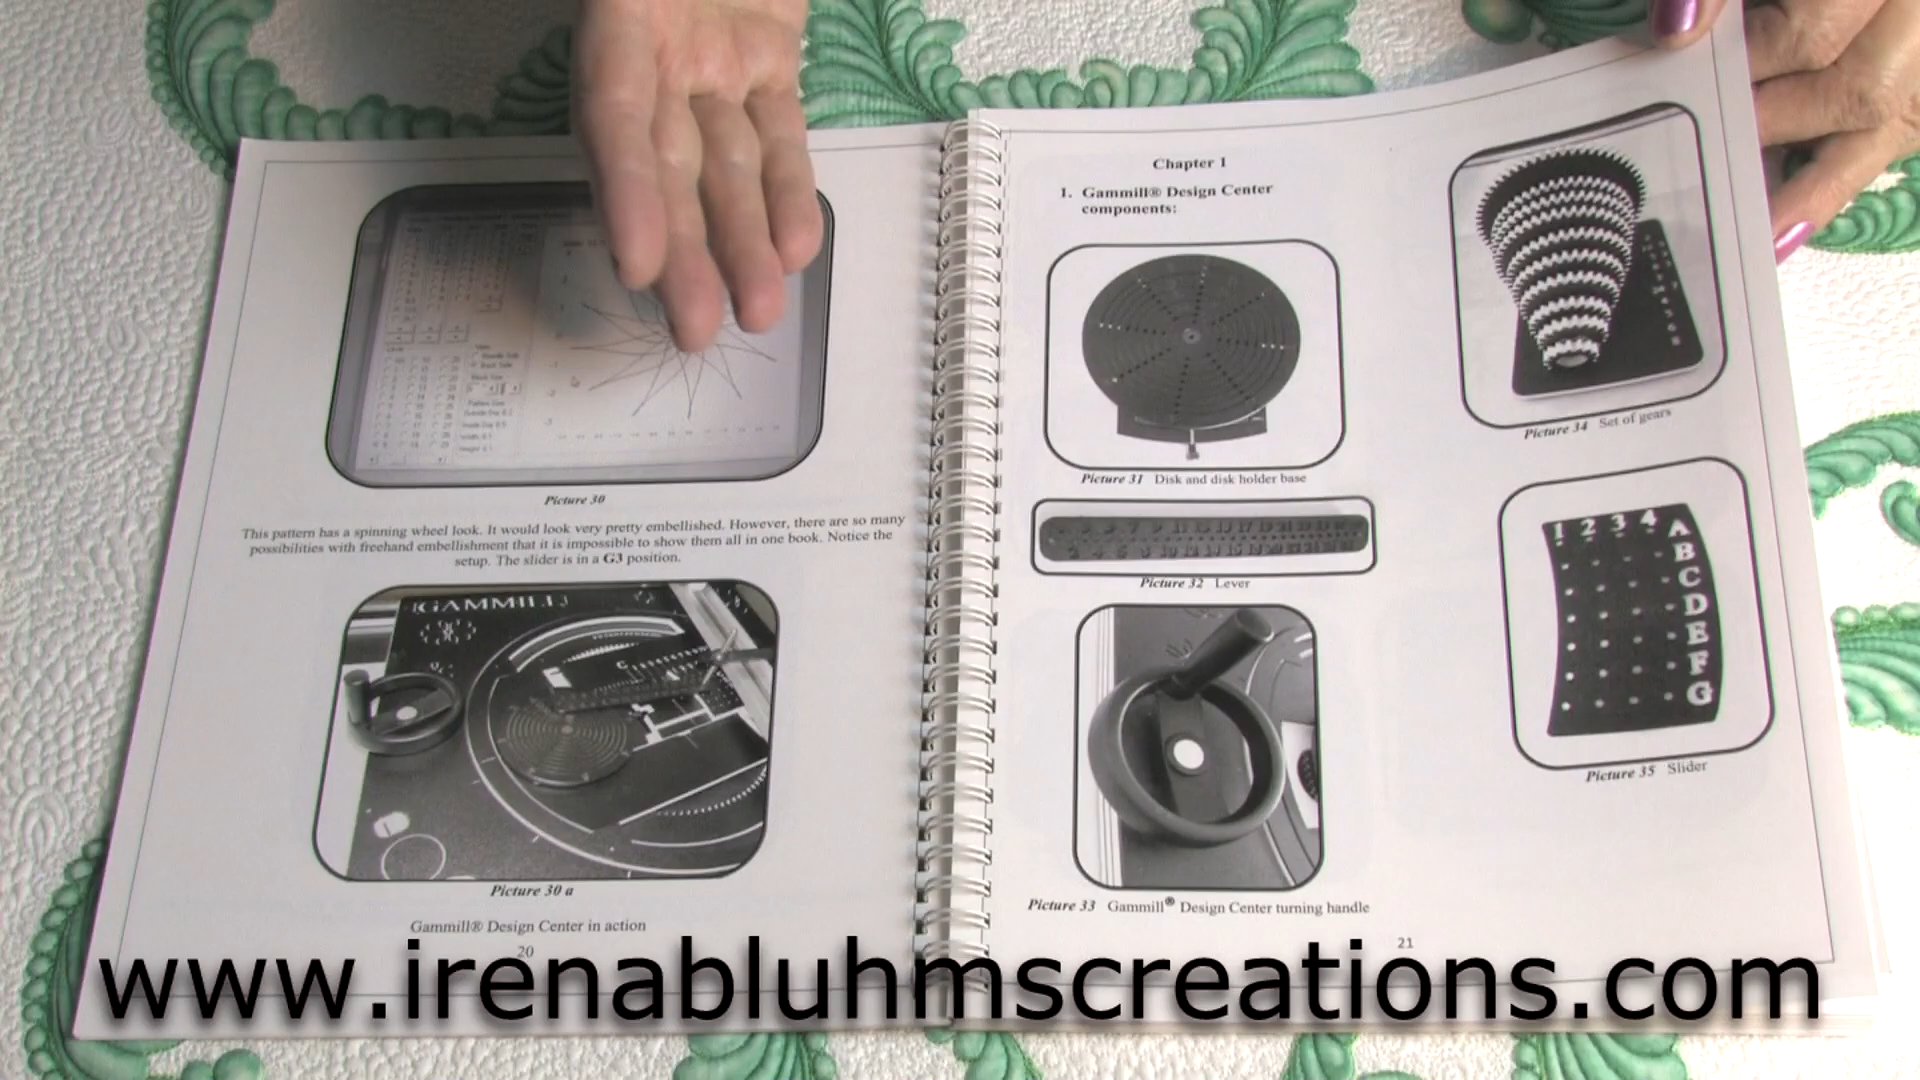 Picture 30
This pattern has a spinning wheel look. It would look very pretty embellished. However, there are so many
possibilities with freehand embellishment that it is impossible to show them all in one book. Notice the
setup. The slider is in a G3 position.
GAMMILL
Picture 30 a
Gammill® Design Center in action
20
Chapter 1
1. Gammill® Design Center
components:
Picture 31 Disk and disk holder base
Picture 32 Lever
Picture 33 Gammill® Design Center turning handle
Picture 34 Set of gears
1 2 3 4
A
B
C
D
E
F
G
Picture 35 Slider
21
www.irenabluhmscreations.com